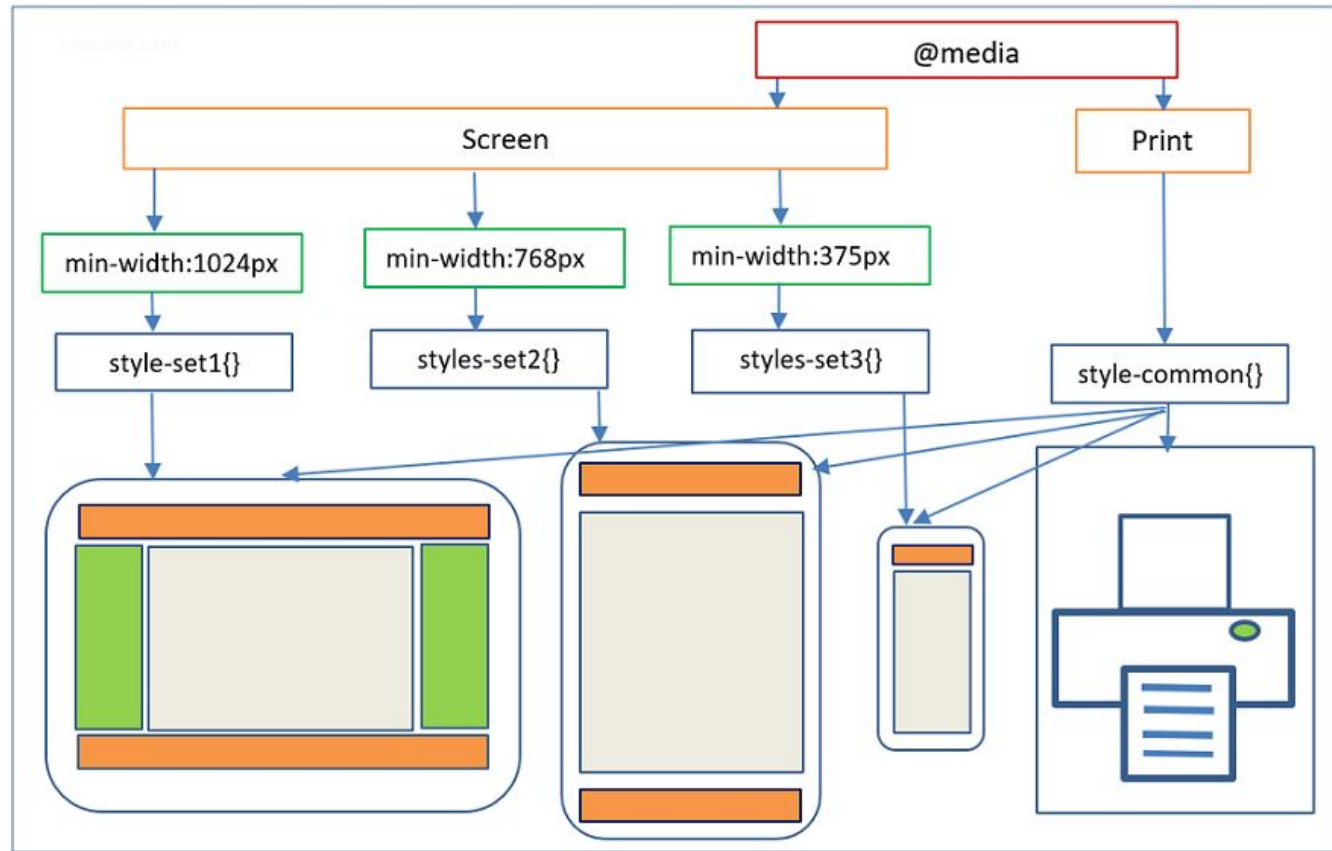 @media
Screen
Print
min-width:1024px
min-width:768px
min-width:375px
style-set1{}
styles-set2{}
styles-set3{}
style-common{}